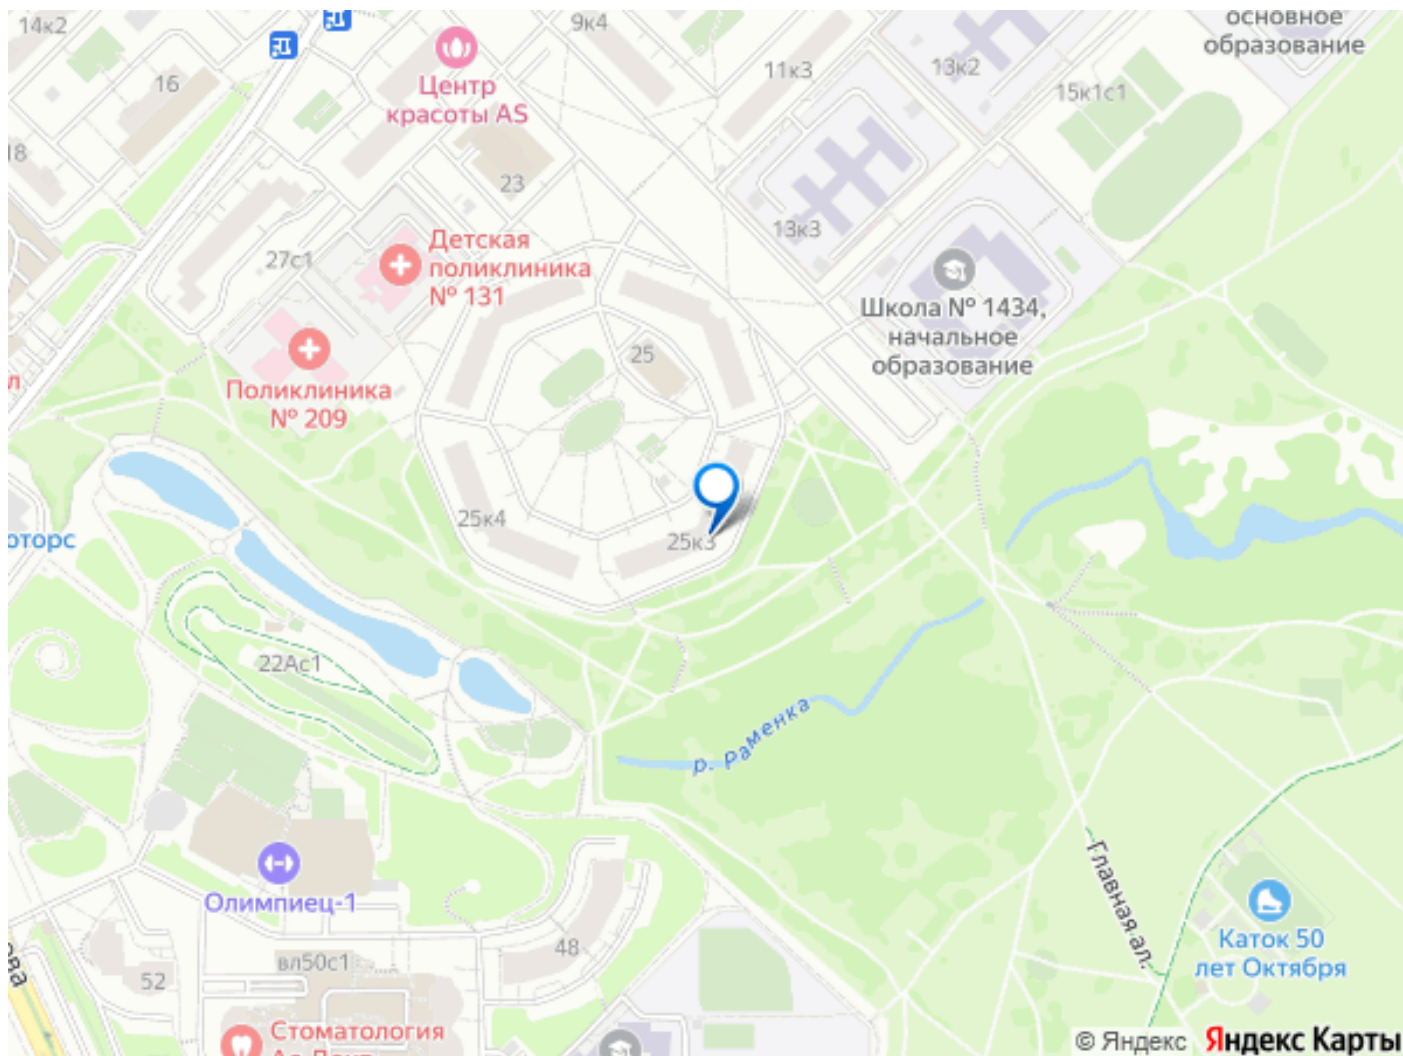 14к2
9к4
основное
образование
16
Центр
красоты AS
11к3
13к2
15к1с1
18
23
13к3
27с1
Детская
поликлиника
№ 131
Школа № 1434,
начальное
образование
25
Поликлиника
№ 209
л
25к4
25к3
оторс
22Ас1
р. Раменка
Олимпиец-1
Главная ал.
48
Каток 50
лет Октября
вл50с1
52
ова
Стоматология
© Яндекс Яндекс Карты